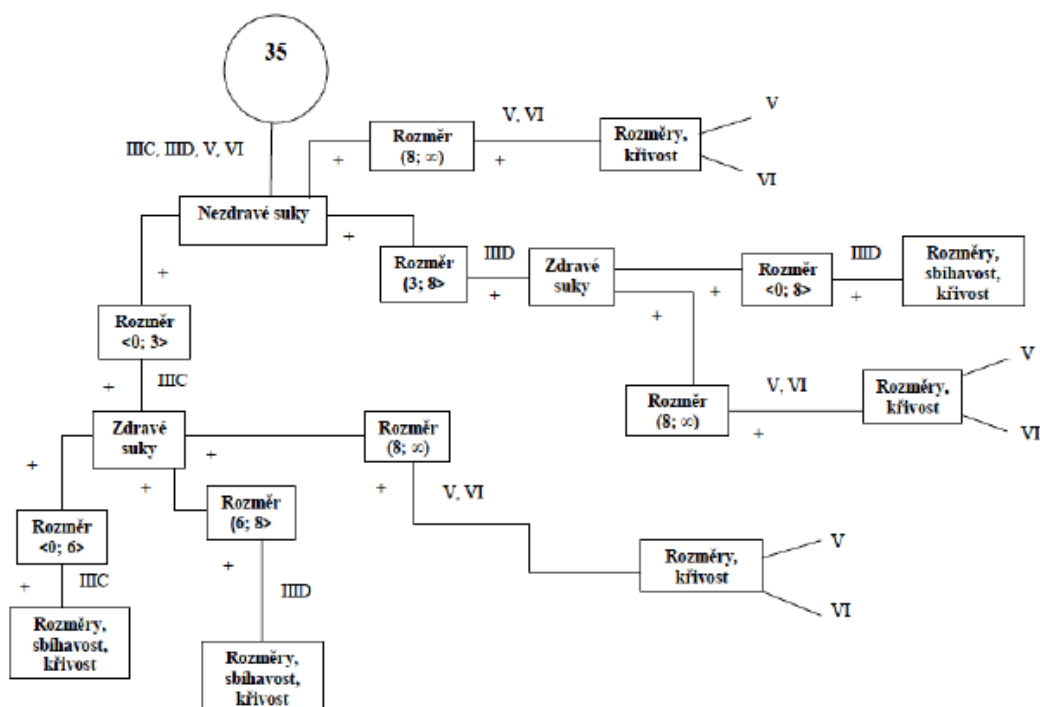 35
IIIC, IIID, V, VI
Nezdravé suky
+
Rozměr
(8; ∞)
V, VI
+
Rozměry,
křivost
V
VI
+
Rozměr
(3; 8>
IIID
+
Zdravé
suky
+
Rozměr
<0; 8>
IIID
+
Rozměry,
sbíhavost,
křivost
+
Rozměr
(8; ∞)
V, VI
+
Rozměry,
křivost
V
VI
+
Rozměr
<0; 3>
+
IIIC
Zdravé
suky
+
Rozměr
(8; ∞)
+
V, VI
Rozměry,
křivost
V
VI
+
Rozměr
(6; 8>
+
IIID
Rozměry,
sbíhavost,
křivost
+
Rozměr
<0; 6>
+
IIIC
Rozměry,
sbíhavost,
křivost